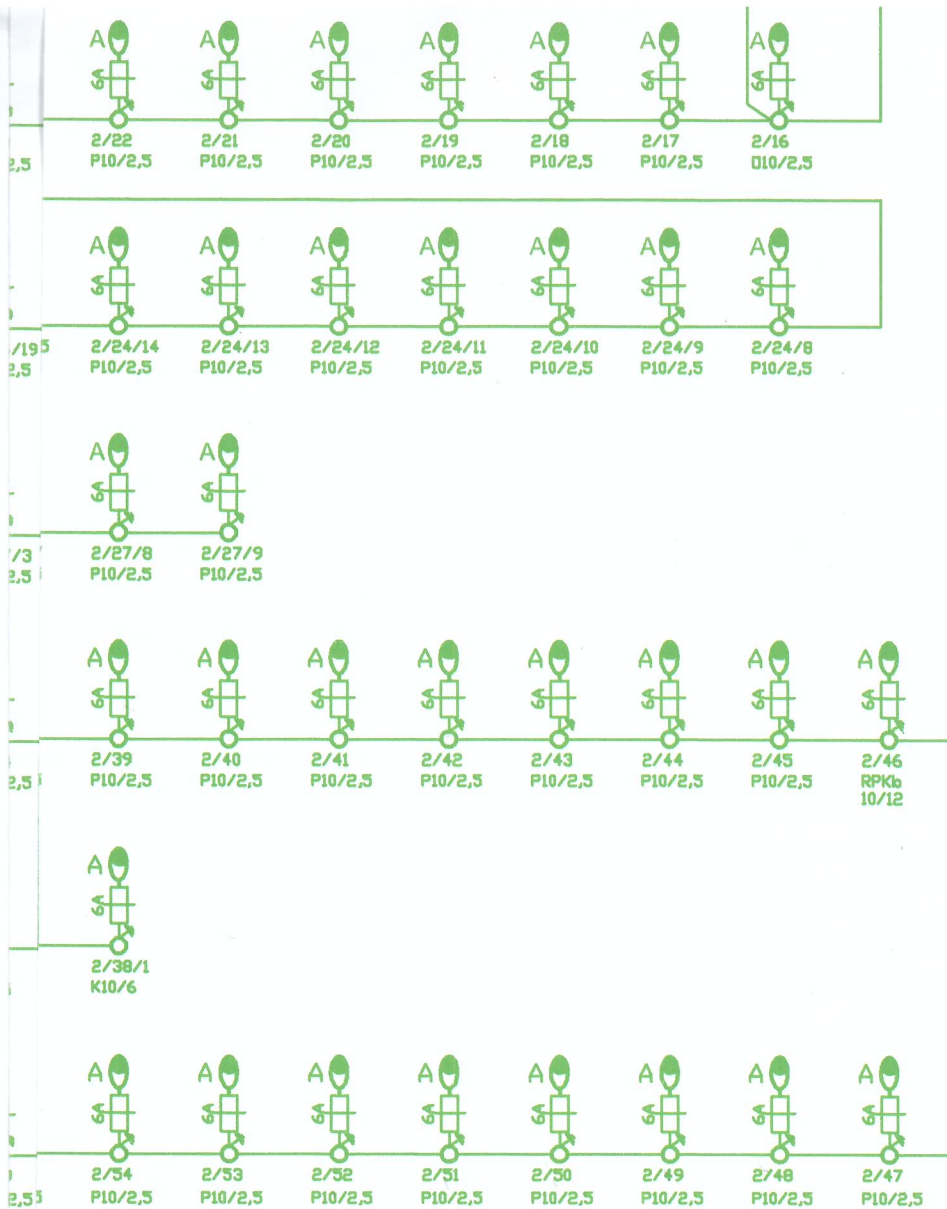 A A A A A A A
6A 6A 6A 6A 6A 6A 6A
2/22 2/21 2/20 2/19 2/18 2/17 2/16
2,5 P10/2,5 P10/2,5 P10/2,5 P10/2,5 P10/2,5 P10/2,5 O10/2,5
A A A A A A A
6A 6A 6A 6A 6A 6A 6A
/19 5 2/24/14 2/24/13 2/24/12 2/24/11 2/24/10 2/24/9 2/24/8
2,5 P10/2,5 P10/2,5 P10/2,5 P10/2,5 P10/2,5 P10/2,5 P10/2,5
A A
6A 6A
/3 2/27/8 2/27/9
2,5 P10/2,5 P10/2,5
A A A A A A A A
6A 6A 6A 6A 6A 6A 6A 6A
2/39 2/40 2/41 2/42 2/43 2/44 2/45 2/46
2,5 P10/2,5 P10/2,5 P10/2,5 P10/2,5 P10/2,5 P10/2,5 P10/2,5 RPKb
10/12
A
6A
2/38/1
K10/6
A A A A A A A A
6A 6A 6A 6A 6A 6A 6A 6A
2/54 2/53 2/52 2/51 2/50 2/49 2/48 2/47
2,5 P10/2,5 P10/2,5 P10/2,5 P10/2,5 P10/2,5 P10/2,5 P10/2,5 P10/2,5